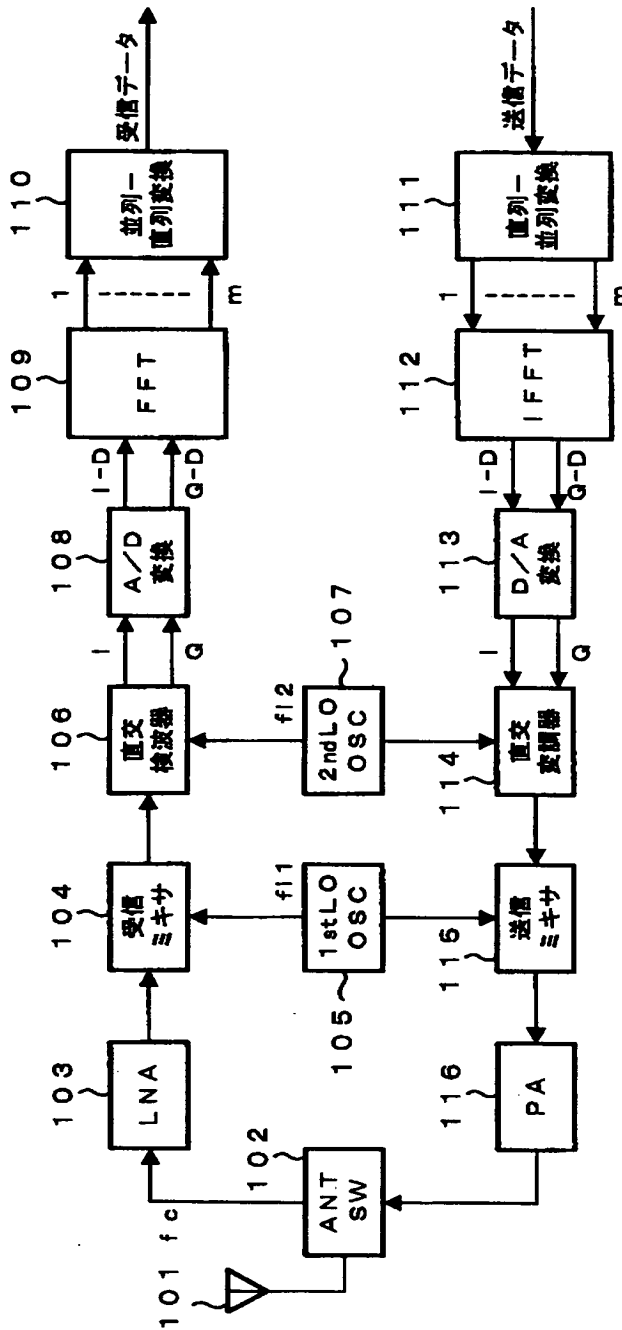 101
fc
102
ANT
SW
103
LNA
104
受信
ミキサ
fl1
105
1stLO
OSC
106
直交
検波器
fl2
107
2ndLO
OSC
I
Q
108
A/D
変換
I-D
Q-D
109
FFT
1
m
110
並列ー
直列変換
受信データ
送信データ
111
直列ー
並列変換
1
m
112
IFFT
I-D
Q-D
113
D/A
変換
I
Q
114
直交
変調器
115
送信
ミキサ
116
PA